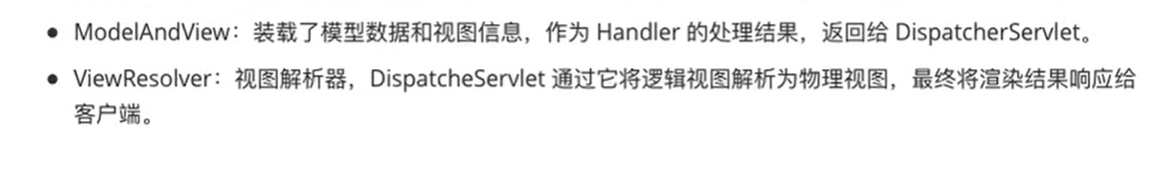 ● ModelAndView：装载了模型数据和视图信息，作为 Handler 的处理结果，返回给 DispatcherServlet。
● ViewResolver：视图解析器，DispatcheServlet 通过它将逻辑视图解析为物理视图，最终将渲染结果响应给
客户端。